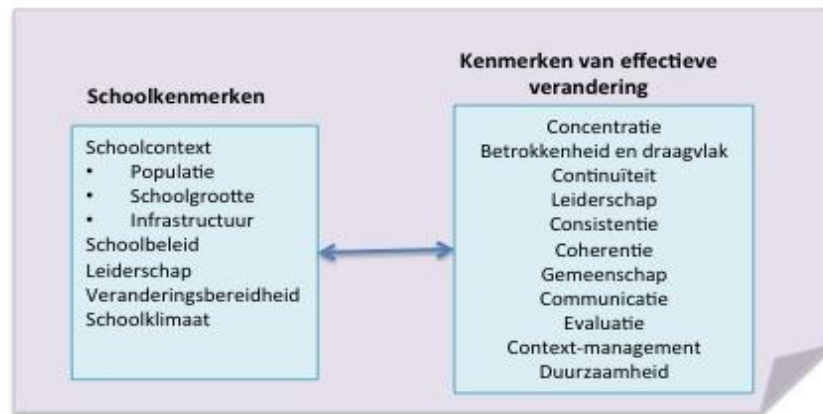 Schoolkenmerken
Schoolcontext
• Populatie
• Schoolgrootte
• Infrastructuur
Schoolbeleid
Leiderschap
Veranderingsbereidheid
Schoolklimaat
Kenmerken van effectieve
verandering
Concentratie
Betrokkenheid en draagvlak
Continuïteit
Leiderschap
Consistentie
Coherentie
Gemeenschap
Communicatie
Evaluatie
Context-management
Duurzaamheid